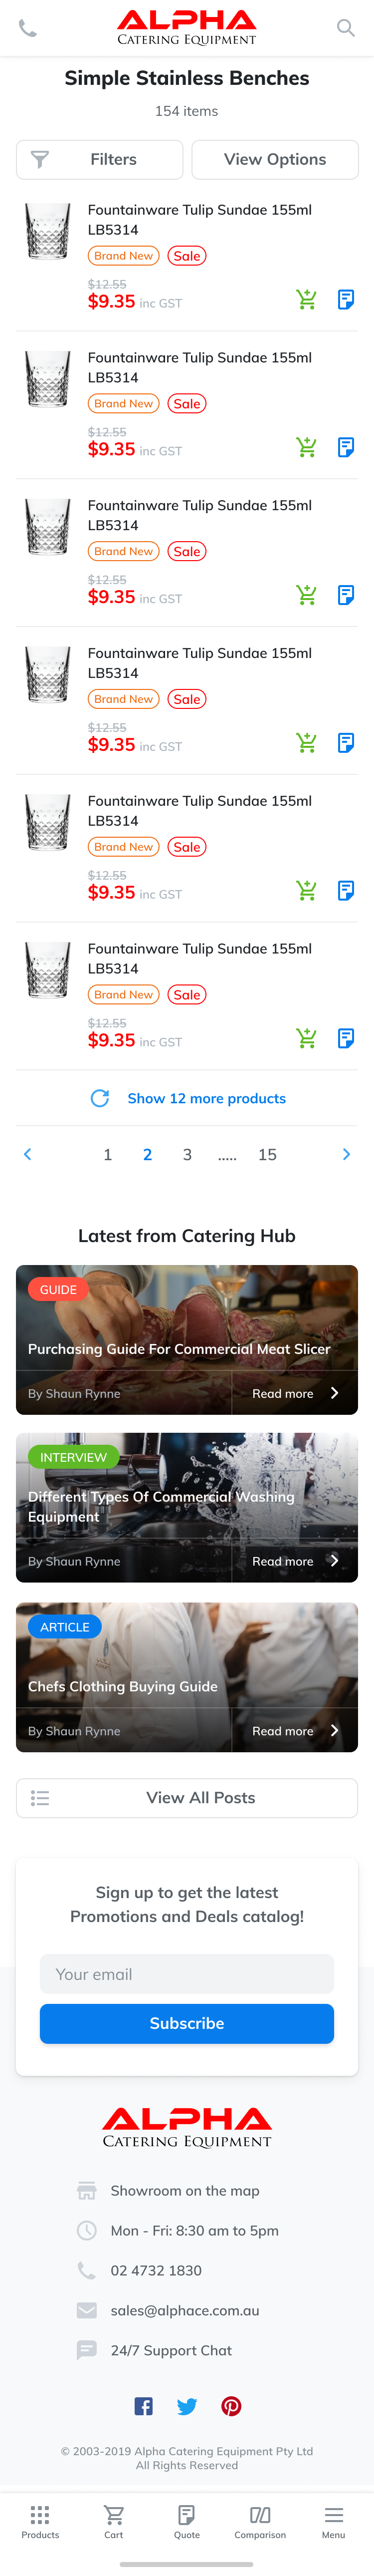 ALPHA
CATERING EQUIPMENT
Simple Stainless Benches
154 items
Filters
View Options
Fountainware Tulip Sundae 155ml
LB5314
Brand New
Sale
$12.55
$9.35 inc GST
Fountainware Tulip Sundae 155ml
LB5314
Brand New
Sale
$12.55
$9.35 inc GST
Fountainware Tulip Sundae 155ml
LB5314
Brand New
Sale
$12.55
$9.35 inc GST
Fountainware Tulip Sundae 155ml
LB5314
Brand New
Sale
$12.55
$9.35 inc GST
Fountainware Tulip Sundae 155ml
LB5314
Brand New
Sale
$12.55
$9.35 inc GST
Fountainware Tulip Sundae 155ml
LB5314
Brand New
Sale
$12.55
$9.35 inc GST
Show 12 more products
1 2 3 ..... 15
Latest from Catering Hub
GUIDE
Purchasing Guide For Commercial Meat Slicer
By Shaun Rynne
Read more
INTERVIEW
Different Types Of Commercial Washing
Equipment
By Shaun Rynne
Read more
ARTICLE
Chefs Clothing Buying Guide
By Shaun Rynne
Read more
View All Posts
Sign up to get the latest
Promotions and Deals catalog!
Your email
Subscribe
ALPHA
CATERING EQUIPMENT
Showroom on the map
Mon - Fri: 8:30 am to 5pm
02 4732 1830
sales@alphace.com.au
24/7 Support Chat
© 2003-2019 Alpha Catering Equipment Pty Ltd
All Rights Reserved
Products
Cart
Quote
Comparison
Menu